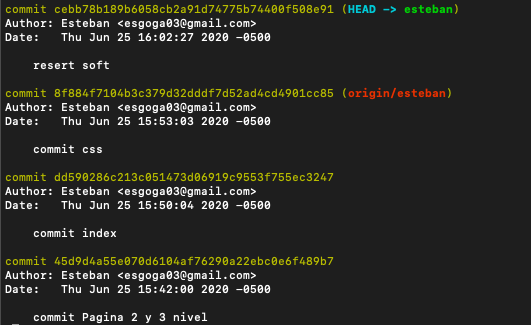 commit cebb78b189b6058cb2a91d74775b74400f508e91 (HEAD -> esteban)
Author: Esteban <esgoga03@gmail.com>
Date:   Thu Jun 25 16:02:27 2020 -0500
resert soft
commit 8f884f7104b3c379d32dddf7d52ad4cd4901cc85 (origin/esteban)
Author: Esteban <esgoga03@gmail.com>
Date:   Thu Jun 25 15:53:03 2020 -0500
commit css
commit dd590286c213c051473d06919c9553f755ec3247
Author: Esteban <esgoga03@gmail.com>
Date:   Thu Jun 25 15:50:04 2020 -0500
commit index
commit 45d9d4a55e070d6104af76290a22ebc0e6f489b7
Author: Esteban <esgoga03@gmail.com>
Date:   Thu Jun 25 15:42:00 2020 -0500
commit Pagina 2 y 3 nivel